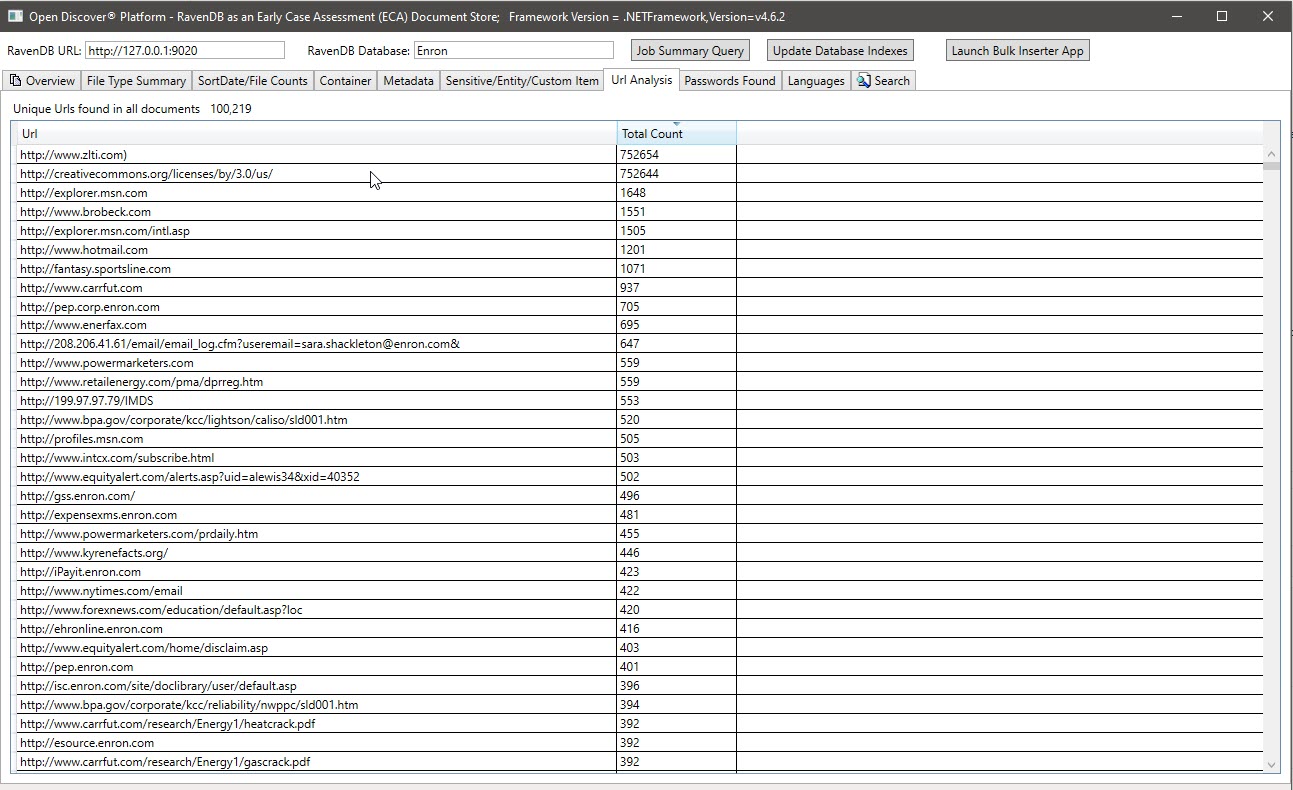 Open Discover® Platform - RavenDB as an Early Case Assessment (ECA) Document Store;   Framework Version = .NETFramework,Version=v4.6.2
RavenDB URL: http://127.0.0.1:9020 RavenDB Database: Enron Job Summary Query Update Database Indexes Launch Bulk Inserter App
Overview File Type Summary SortDate/File Counts Container Metadata Sensitive/Entity/Custom Item Url Analysis Passwords Found Languages Search
Unique Urls found in all documents 100,219
Url Total Count
http://www.zlti.com) 752654
http://creativecommons.org/licenses/by/3.0/us/ 752644
http://explorer.msn.com 1648
http://www.brobeck.com 1551
http://explorer.msn.com/intl.asp 1505
http://www.hotmail.com 1201
http://fantasy.sportsline.com 1071
http://www.carrfut.com 937
http://pep.corp.enron.com 705
http://www.enerfax.com 695
http://208.206.41.61/email/email_log.cfm?useremail=sara.shackleton@enron.com& 647
http://www.powermarketers.com 559
http://www.retailenergy.com/pma/dprreg.htm 559
http://199.97.97.79/IMDS 553
http://www.bpa.gov/corporate/kcc/lightson/caliso/sld001.htm 520
http://profiles.msn.com 505
http://www.intcx.com/subscribe.html 503
http://www.equityalert.com/alerts.asp?uid=alewis34&xid=40352 502
http://gss.enron.com/ 496
http://expensexms.enron.com 481
http://www.powermarketers.com/prdaily.htm 455
http://www.kyrenefacts.org/ 446
http://iPayit.enron.com 423
http://www.nytimes.com/email 422
http://www.forexnews.com/education/default.asp?loc 420
http://ehronline.enron.com 416
http://www.equityalert.com/home/disclaim.asp 403
http://pep.enron.com 401
http://isc.enron.com/site/doclibrary/user/default.asp 396
http://www.bpa.gov/corporate/kcc/reliability/nwppc/sld001.htm 394
http://www.carrfut.com/research/Energy1/heatcrack.pdf 392
http://esource.enron.com 392
http://www.carrfut.com/research/Energy1/gascrack.pdf 392